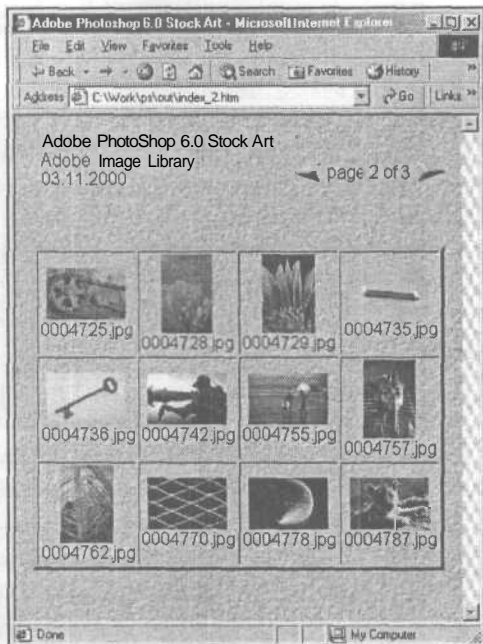 Adobe Photoshop 6.0 Stock Art - Microsoft Internet Explorer
File Edit View Favorites Tools Help
Back Search Favorites History »
Address C:\Work\ps\out\index_2.htm Go Links »
Adobe PhotoShop 6.0 Stock Art
Adobe Image Library
03.11.2000
page 2 of 3
0004725.jpg 0004728.jpg 0004729.jpg 0004735.jpg
0004736.jpg 0004742.jpg 0004755.jpg 0004757.jpg
0004762.jpg 0004770.jpg 0004778.jpg 0004787.jpg
Done My Computer